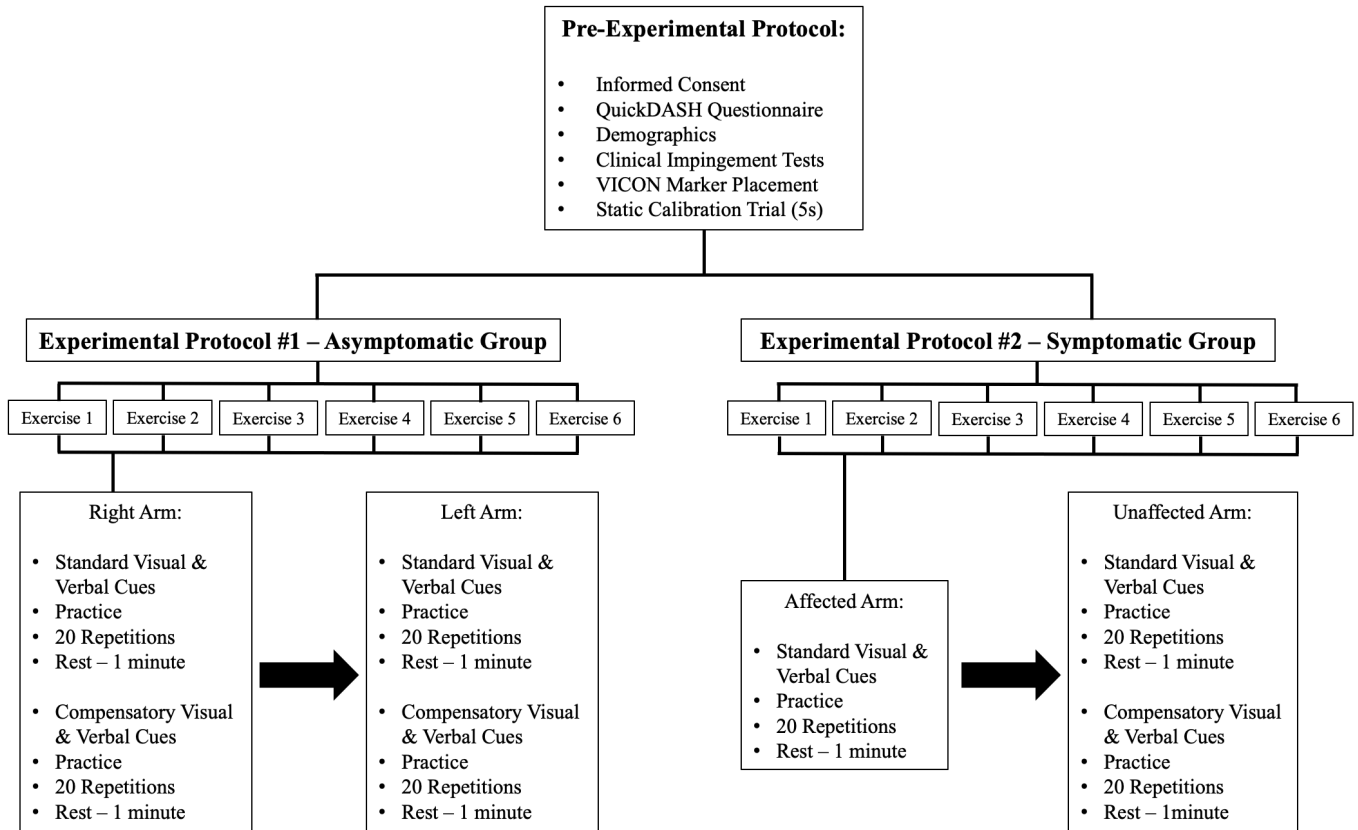 Pre-Experimental Protocol:
• Informed Consent
• QuickDASH Questionnaire
• Demographics
• Clinical Impingement Tests
• VICON Marker Placement
• Static Calibration Trial (5s)
Experimental Protocol #1 – Asymptomatic Group
Exercise 1
Exercise 2
Exercise 3
Exercise 4
Exercise 5
Exercise 6
Right Arm:
• Standard Visual &
Verbal Cues
• Practice
• 20 Repetitions
• Rest – 1 minute
• Compensatory Visual
& Verbal Cues
• Practice
• 20 Repetitions
• Rest – 1 minute
Left Arm:
• Standard Visual &
Verbal Cues
• Practice
• 20 Repetitions
• Rest – 1 minute
• Compensatory Visual
& Verbal Cues
• Practice
• 20 Repetitions
• Rest – 1 minute
Experimental Protocol #2 – Symptomatic Group
Exercise 1
Exercise 2
Exercise 3
Exercise 4
Exercise 5
Exercise 6
Affected Arm:
• Standard Visual &
Verbal Cues
• Practice
• 20 Repetitions
• Rest – 1 minute
Unaffected Arm:
• Standard Visual &
Verbal Cues
• Practice
• 20 Repetitions
• Rest – 1 minute
• Compensatory Visual
& Verbal Cues
• Practice
• 20 Repetitions
• Rest – 1minute